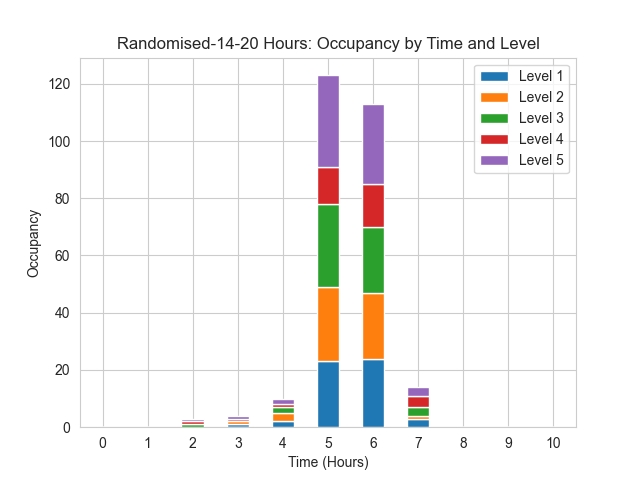 Randomised-14-20 Hours: Occupancy by Time and Level
Level 1
Level 2
Level 3
Level 4
Level 5
120
100
80
60
40
20
0
Occupancy
0 1 2 3 4 5 6 7 8 9 10
Time (Hours)